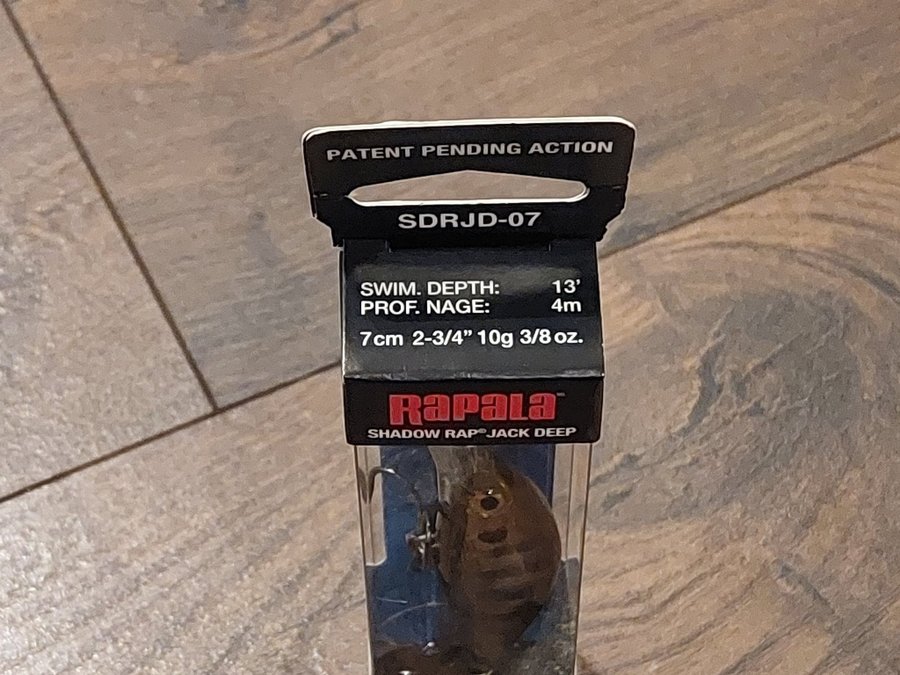 PATENT PENDING ACTION
SDRJD-07
SWIM. DEPTH: 13'
PROF. NAGE: 4m
7cm 2-3/4" 10g 3/8 oz.
RAPALA™
SHADOW RAP® JACK DEEP